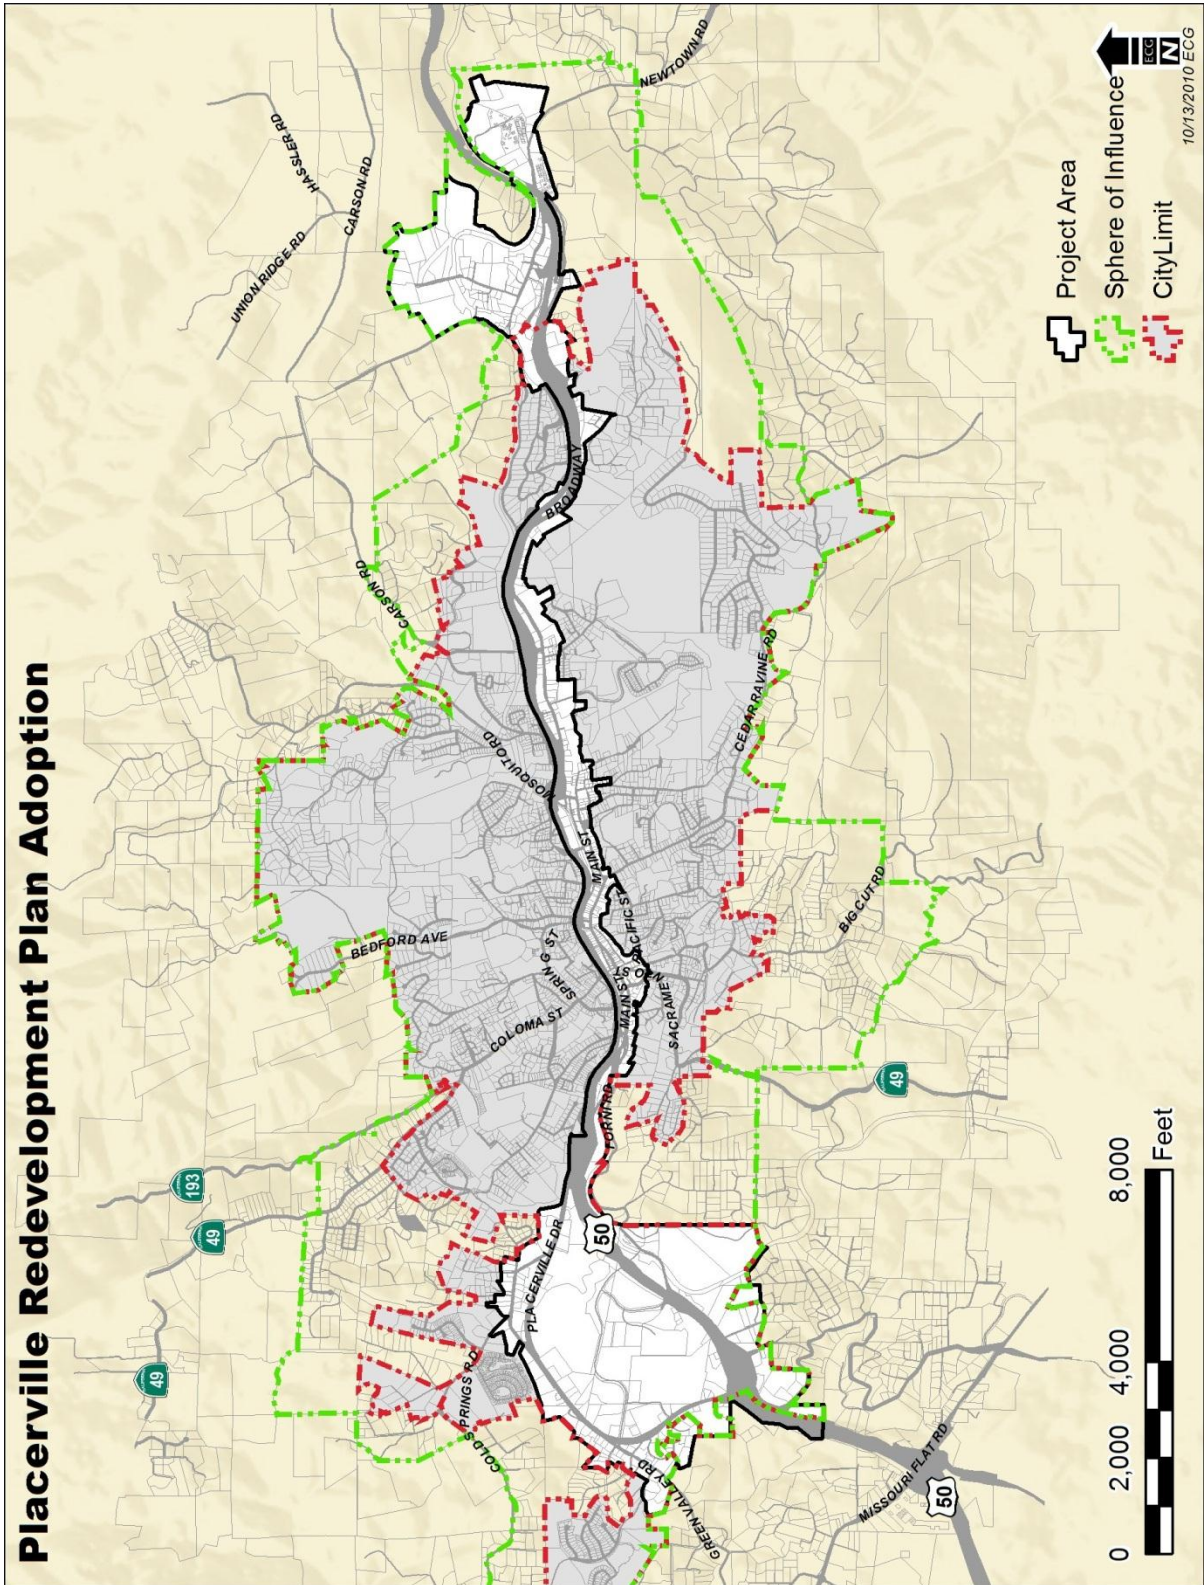 Placerville Redevelopment Plan Adoption
HASSLER RD
UNION RIDGE RD
CARSON RD
NEWTOWN RD
CARSON RD
BROADWAY
MOSQUITO RD
BEDFORD AVE
SPRING ST
COLOMA ST
MAIN ST
PACIFIC ST
MAIN ST
SACRAMENTO ST
CEDAR RAVINE RD
BIG CUT RD
49
FORNI RD
193
49
49
PLACERVILLE DR
50
COLD SPRINGS RD
GREEN VALLEY RD
MISSOURI FLAT RD
50
0 2,000 4,000 8,000
Feet
Project Area
Sphere of Influence
CityLimit
ECG
N
10/13/2010 ECG